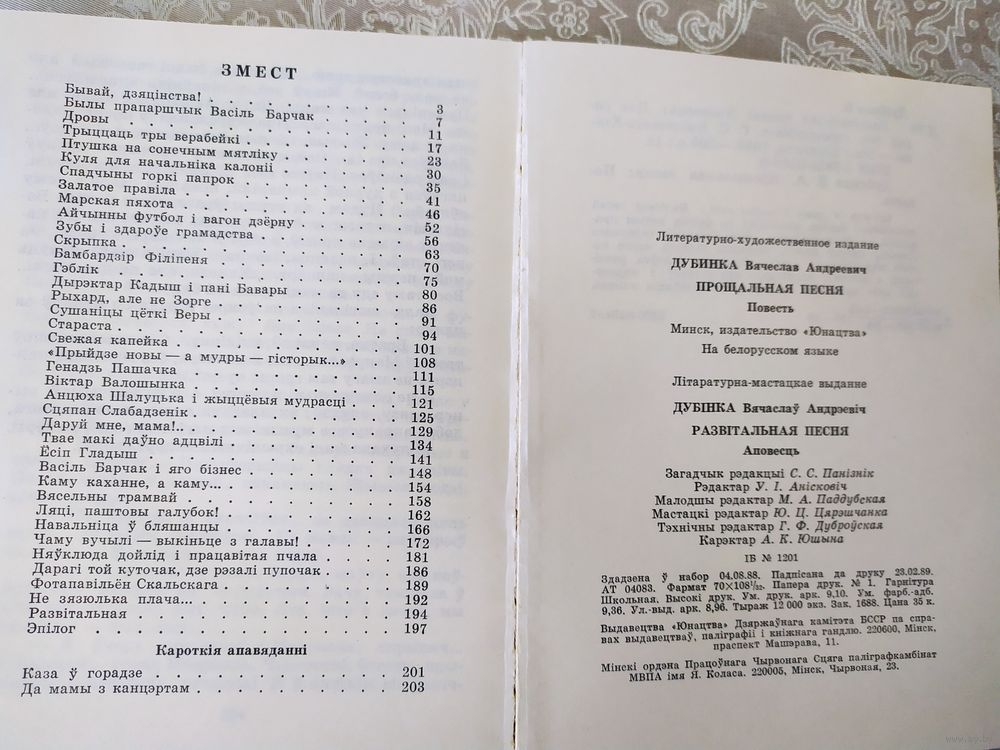 ЗМЕСТ
Бывай, дзяцінства! . . . . . . . . . . 3
Былы прапаршчык Васіль Барчак . . . . . 7
Дровы . . . . . . . . . . 11
Трыццаць тры верабейкі . . . . . . . 17
Птушка на сонечным мятліку . . . . . . 23
Куля для начальніка калоніі . . . . . . 30
Спадчыны горкі папрок . . . . . . . 35
Залатое правіла . . . . . . . . . 41
Марская пяхота . . . . . . . . . 46
Айчынны футбол і вагон дзёрну . . . . . 52
Зубы і здароўе грамадства . . . . . . 56
Скрыпка . . . . . . . . . . 63
Бамбардзір Філіпеня . . . . . . . . 70
Гэблік . . . . . . . . . . 75
Дырэктар Кадыш і пані Бавары . . . . . 80
Рыхард, але не Зорге . . . . . . . . 86
Сушаніцы цёткі Веры . . . . . . . . 91
Стараста . . . . . . . . . . 94
Свежая капейка . . . . . . . . . 101
«Прыйдзе новы — а мудры — гісторык...» . . . 108
Генадзь Пашачка . . . . . . . . . 111
Віктар Валошынка . . . . . . . . . 115
Анцюха Шалуцька і жыццёвыя мудрасці . . . 121
Сцяпан Слабадзенік . . . . . . . . 125
Даруй мне, мама!.. . . . . . . . . 129
Твае макі даўно адцвілі . . . . . . . 134
Ёсіп Гладыш . . . . . . . . . . 141
Васіль Барчак і яго бізнес . . . . . . 148
Каму каханне, а каму... . . . . . . . 154
Вясельны трамвай . . . . . . . . . 158
Ляці, паштовы галубок! . . . . . . . 162
Навальніца ў бляшанцы . . . . . . . 166
Чаму вучылі — выкіньце з галавы! . . . . 172
Няўклюда дойлід і працавітая пчала . . . . 181
Дарагі той куточак, дзе рэзалі пупочак . . . 186
Фотапавільён Скальскага . . . . . . . 189
Не зязюлька плача... . . . . . . . . 192
Развітальная . . . . . . . . . . 194
Эпілог . . . . . . . . . . 197
Кароткія апавяданні
Каза ў горадзе . . . . . . . . . . 201
Да мамы з канцэртам . . . . . . . . 203
Литературно-художественное издание
ДУБИНКА Вячеслав Андреевич
ПРОЩАЛЬНАЯ ПЕСНЯ
Повесть
Минск, издательство «Юнацтва»
На белорусском языке
Літаратурна-мастацкае выданне
ДУБІНКА Вячаслаў Андрэевіч
РАЗВІТАЛЬНАЯ ПЕСНЯ
Аповесць
Загадчык рэдакцыі С. С. Панізнік
Рэдактар У. І. Анісковіч
Малодшы рэдактар М. А. Паддубская
Мастацкі рэдактар Ю. Ц. Цярэшчанка
Тэхнічны рэдактар Г. Ф. Дуброўская
Карэктар А. К. Юшына
ІБ № 1201
Здадзена ў набор 04.08.88. Падпісана да друку 23.02.89.
АТ 04083. Фармат 70×108¹/₃₂. Папера друк. № 1. Гарнітура
Школьная. Высокі друк. Ум. друк. арк. 9,10. Ум. фарб.-адб.
9,36. Ул.-выд. арк. 8,96. Тыраж 12 000 экз. Зак. 1688. Цана 35 к.
Выдавецтва «Юнацтва» Дзяржаўнага камітэта БССР па спра-
вах выдавецтваў, паліграфіі і кніжнага гандлю. 220600, Мінск,
праспект Машэрава, 11.
Мінскі ордэна Працоўнага Чырвонага Сцяга паліграфкамбінат
МВПА імя Я. Коласа. 220005, Мінск, Чырвоная, 23.